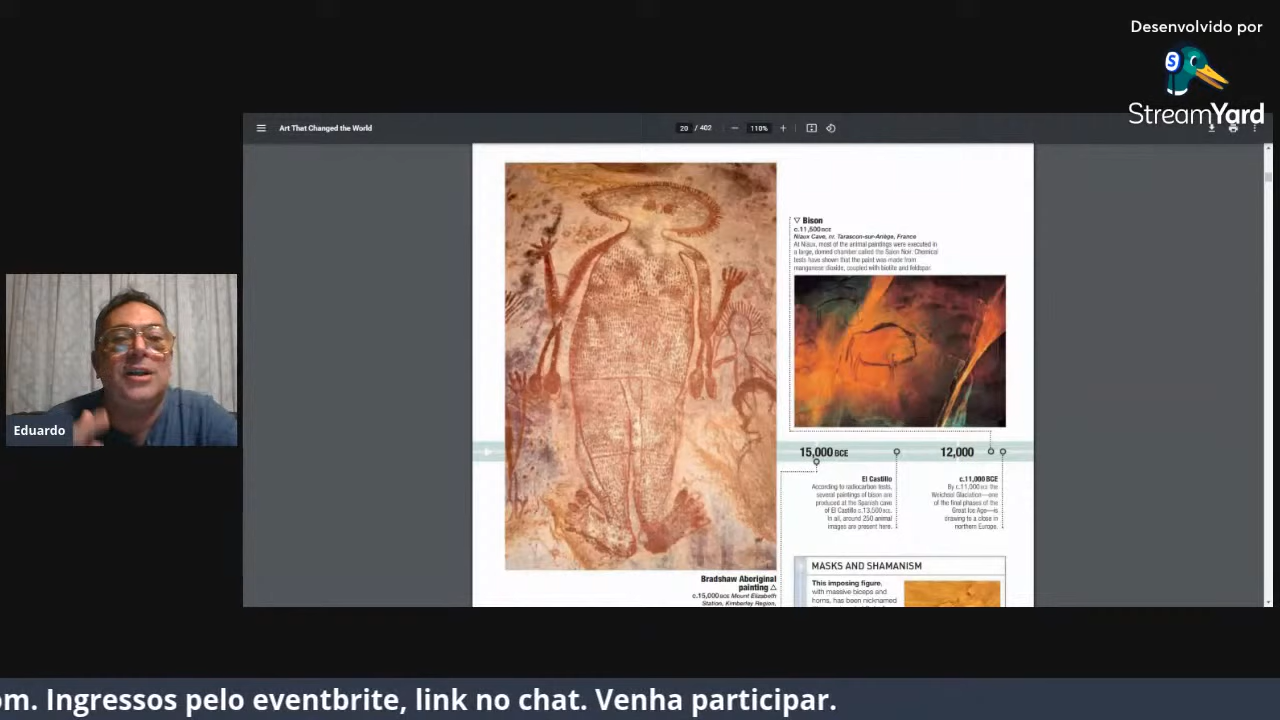 Desenvolvido por
StreamYard
Art That Changed the World
20 / 402
110%
▽ Bison
c.11,500 BCE
Niaux Cave, nr. Tarascon-sur-Ariège, France
At Niaux, most of the animal paintings were executed in
a large, domed chamber called the Salon Noir. Chemical
tests have shown that the paint was made from
manganese dioxide, coupled with biotite and feldspar.
15,000 BCE
12,000
El Castillo
According to radiocarbon tests,
several paintings of bison are
produced at the Spanish cave
of El Castillo c.13,500 BCE.
In all, around 250 animal
images are present here.
c.11,000 BCE
By c.11,000 BCE the
Weichsel Glaciation—one
of the final phases of the
Great Ice Age—is
drawing to a close in
northern Europe.
Bradshaw Aboriginal
painting △
c.15,000 BCE Mount Elizabeth
Station, Kimberley Region,
MASKS AND SHAMANISM
This imposing figure,
with massive biceps and
horns, has been nicknamed
Eduardo
om. Ingressos pelo eventbrite, link no chat. Venha participar.